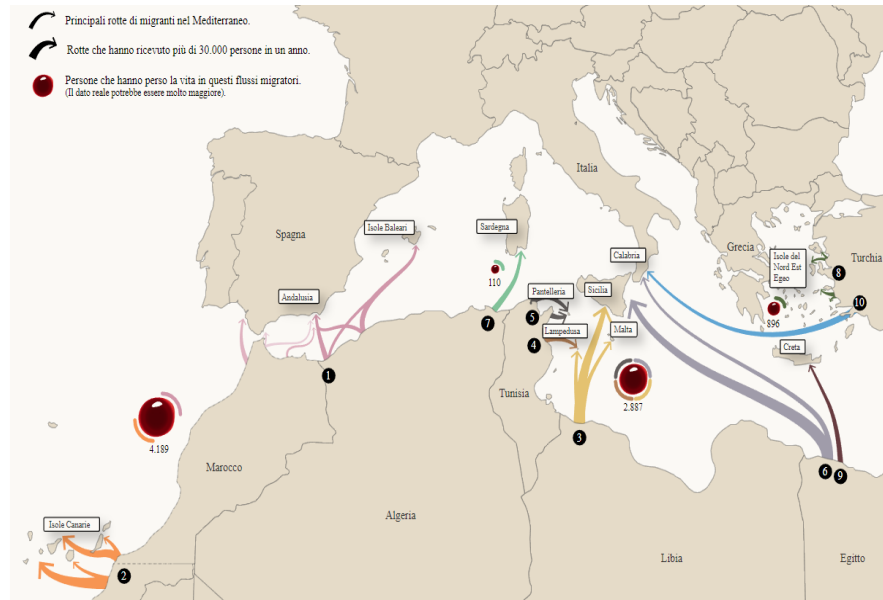 Principali rotte di migranti nel Mediterraneo.
Rotte che hanno ricevuto più di 30.000 persone in un anno.
Persone che hanno perso la vita in questi flussi migratori.
(Il dato reale potrebbe essere molto maggiore).
Italia
Isole Baleari
Sardegna
Spagna
Calabria
Grecia
Isole del
Nord Est
Egeo
Turchia
8
110
Pantelleria
Sicilia
Andalusia
10
896
7
5
Lampedusa
Malta
4
Creta
1
Tunisia
2.887
3
4.189
Marocco
6
9
Algeria
Isole Canarie
Libia
Egitto
2